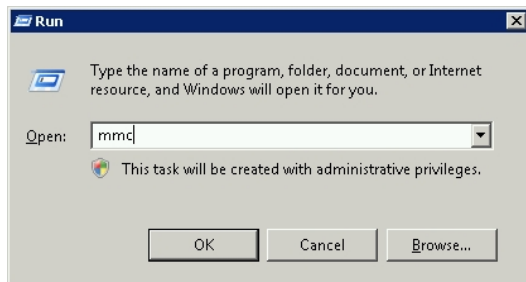 Run
Type the name of a program, folder, document, or Internet
resource, and Windows will open it for you.
Open: mmc
This task will be created with administrative privileges.
OK Cancel Browse...